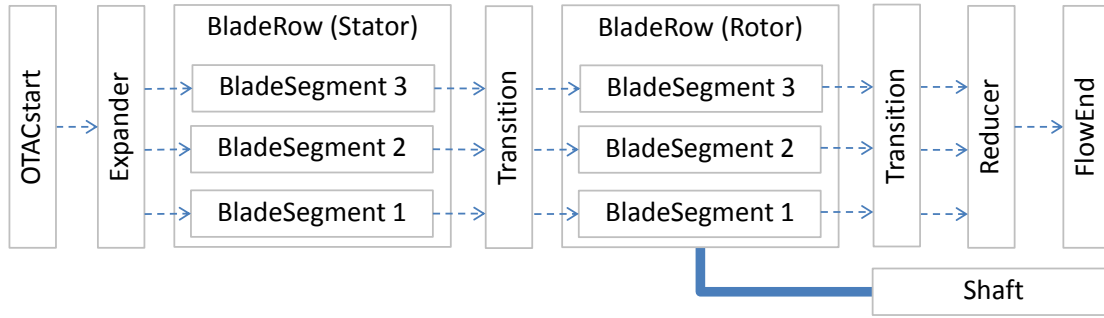 OTACstart
Expander
BladeRow (Stator)
BladeSegment 3
BladeSegment 2
BladeSegment 1
Transition
BladeRow (Rotor)
BladeSegment 3
BladeSegment 2
BladeSegment 1
Transition
Reducer
FlowEnd
Shaft